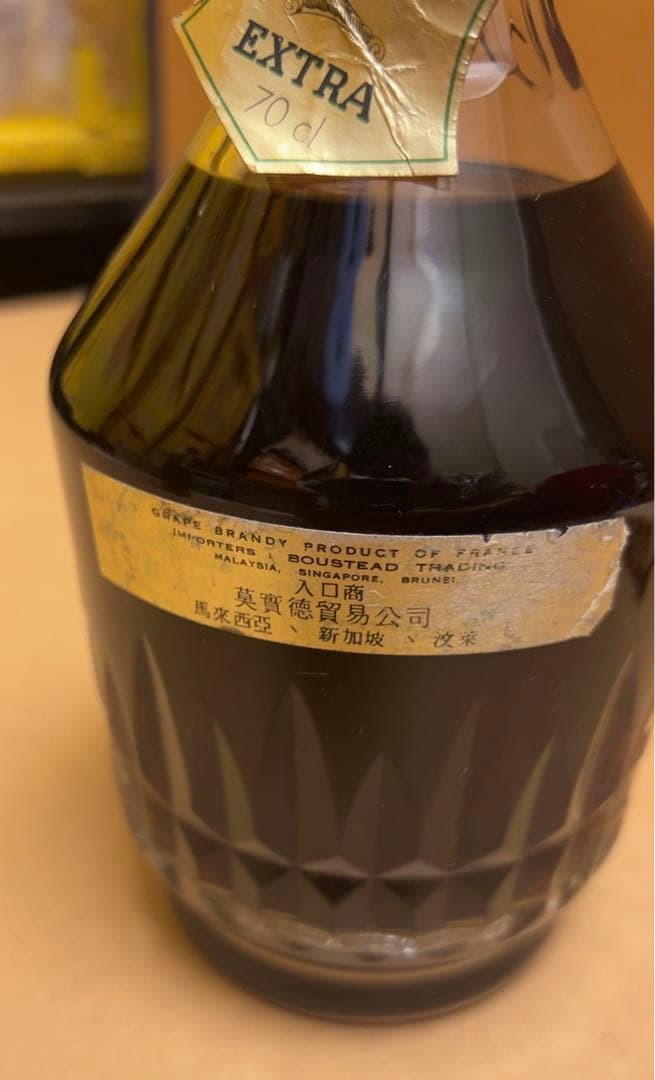 EXTRA
70 cl
GRAPE BRANDY PRODUCT OF FRANCE
IMPORTERS : BOUSTEAD TRADING
MALAYSIA, SINGAPORE, BRUNEI.
入口商
莫實德貿易公司
馬來西亞、新加坡、汶萊